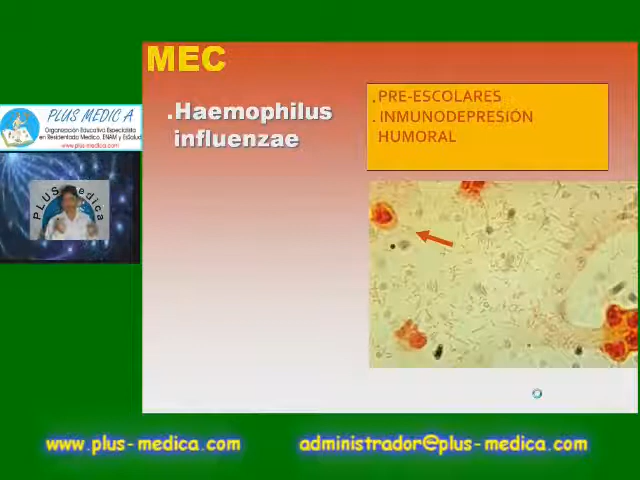 MEC
.Haemophilus
influenzae
. PRE-ESCOLARES
. INMUNODEPRESIÓN
HUMORAL
PLUS MEDIC A
Organización Educativa Especialista
en Residentado Medico, ENAM y EsSalud
www.plus-medica.com
PLUS Medica
www.plus-medica.com
administrador@plus-medica.com